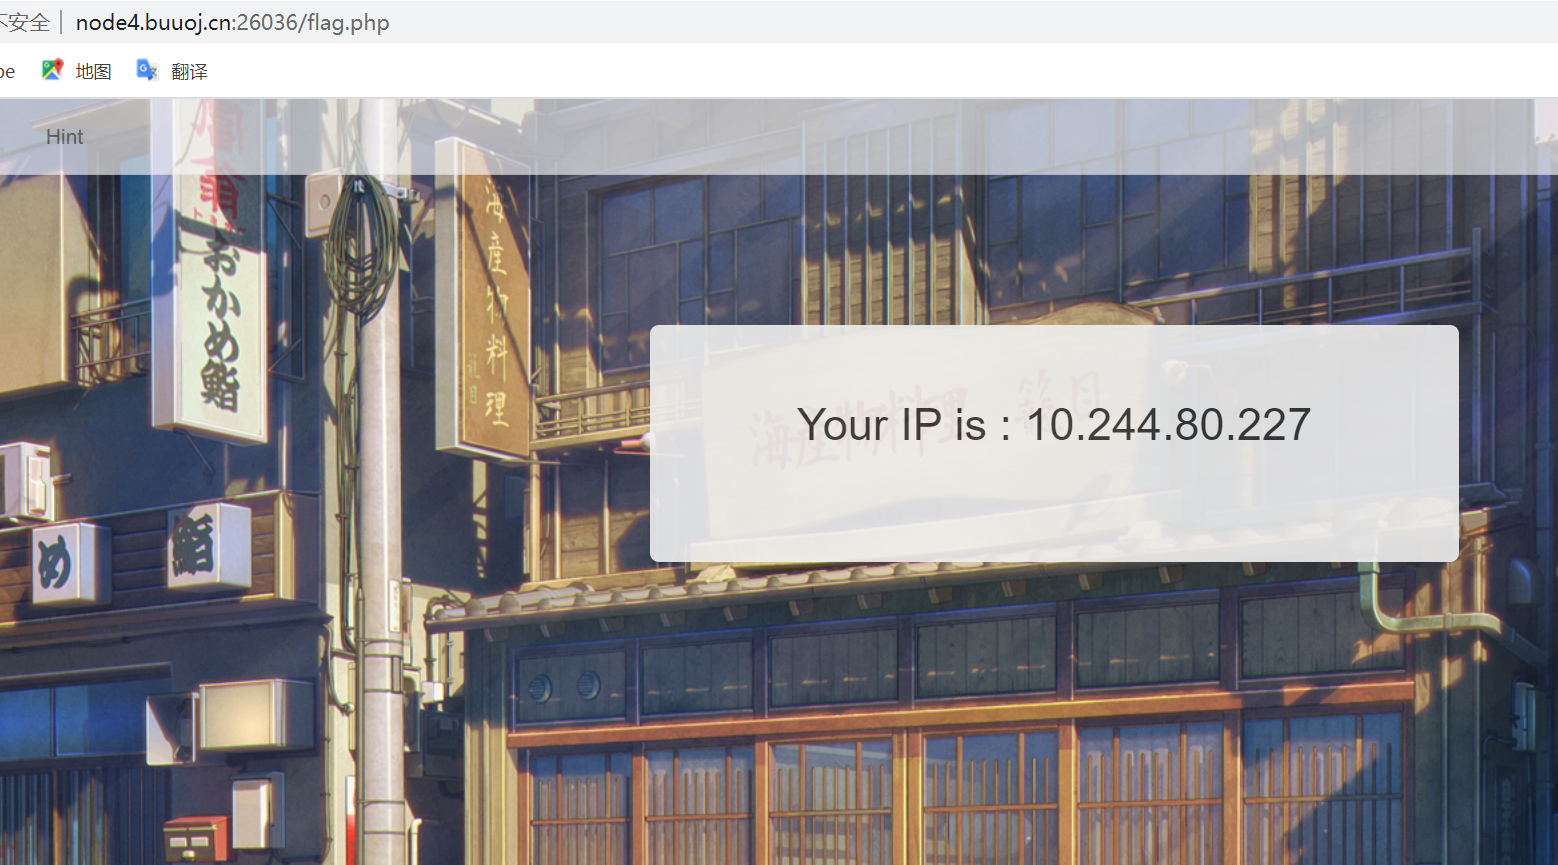 不安全 | node4.buuoj.cn:26036/flag.php
be 地图 翻译
Hint
おかめ鮨
海産物料理
Your IP is : 10.244.80.227
め
鮨